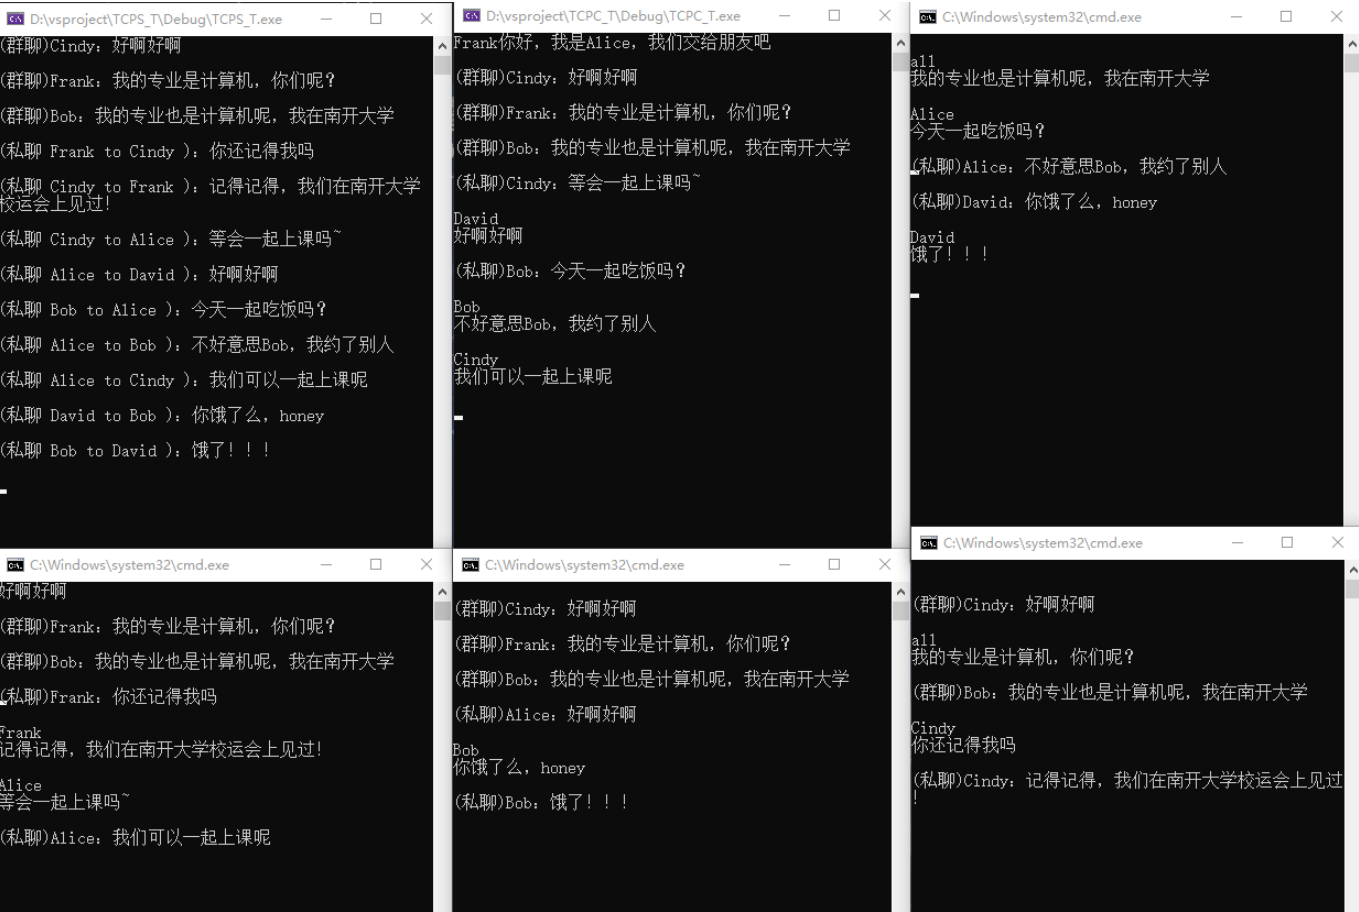 D:\vsproject\TCPS_T\Debug\TCPS_T.exe
(群聊)Cindy: 好啊好啊
(群聊)Frank: 我的专业是计算机，你们呢？
(群聊)Bob: 我的专业也是计算机呢，我在南开大学
(私聊 Frank to Cindy ): 你还记得我吗
(私聊 Cindy to Frank ): 记得记得，我们在南开大学
校运会上见过！
(私聊 Cindy to Alice ): 等会一起上课吗~
(私聊 Alice to David ): 好啊好啊
(私聊 Bob to Alice ): 今天一起吃饭吗？
(私聊 Alice to Bob ): 不好意思Bob，我约了别人
(私聊 Alice to Cindy ): 我们可以一起上课呢
(私聊 David to Bob ): 你饿了么，honey
(私聊 Bob to David ): 饿了！！！
D:\vsproject\TCPC_T\Debug\TCPC_T.exe
Frank你好，我是Alice，我们交给朋友吧
(群聊)Cindy: 好啊好啊
(群聊)Frank: 我的专业是计算机，你们呢？
(群聊)Bob: 我的专业也是计算机呢，我在南开大学
(私聊)Cindy: 等会一起上课吗~
David
好啊好啊
(私聊)Bob: 今天一起吃饭吗？
Bob
不好意思Bob，我约了别人
Cindy
我们可以一起上课呢
C:\Windows\system32\cmd.exe
all
我的专业也是计算机呢，我在南开大学
Alice
今天一起吃饭吗？
(私聊)Alice: 不好意思Bob，我约了别人
(私聊)David: 你饿了么，honey
David
饿了！！！
C:\Windows\system32\cmd.exe
好啊好啊
(群聊)Frank: 我的专业是计算机，你们呢？
(群聊)Bob: 我的专业也是计算机呢，我在南开大学
(私聊)Frank: 你还记得我吗
Frank
记得记得，我们在南开大学校运会上见过！
Alice
等会一起上课吗~
(私聊)Alice: 我们可以一起上课呢
C:\Windows\system32\cmd.exe
(群聊)Cindy: 好啊好啊
(群聊)Frank: 我的专业是计算机，你们呢？
(群聊)Bob: 我的专业也是计算机呢，我在南开大学
(私聊)Alice: 好啊好啊
Bob
你饿了么，honey
(私聊)Bob: 饿了！！！
C:\Windows\system32\cmd.exe
(群聊)Cindy: 好啊好啊
all
我的专业是计算机，你们呢？
(群聊)Bob: 我的专业也是计算机呢，我在南开大学
Cindy
你还记得我吗
(私聊)Cindy: 记得记得，我们在南开大学校运会上见过
！